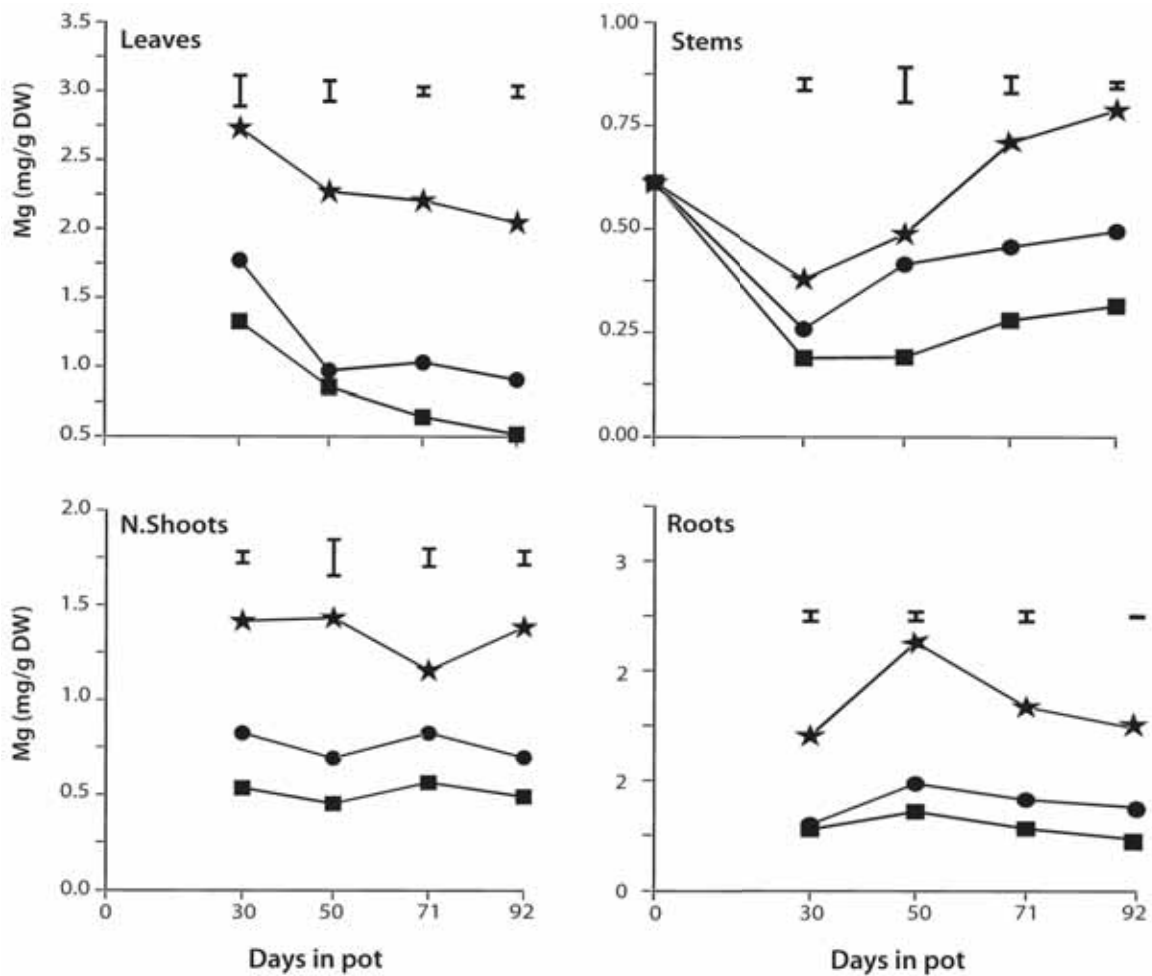 Leaves
Mg (mg/g DW)
3.5
3.0
2.5
2.0
1.5
1.0
0.5
Stems
1.00
0.75
0.50
0.25
0.00
N.Shoots
Mg (mg/g DW)
2.0
1.5
1.0
0.5
0.0
0 30 50 71 92
Days in pot
Roots
3
2
2
0
0 30 50 71 92
Days in pot